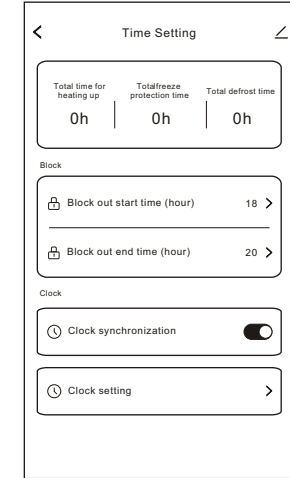 Time Setting
Total time for
heating up
Totalfreeze
protection time
Total defrost time
0h
0h
0h
Block
Block out start time (hour)
18
Block out end time (hour)
20
Clock
Clock synchronization
Clock setting